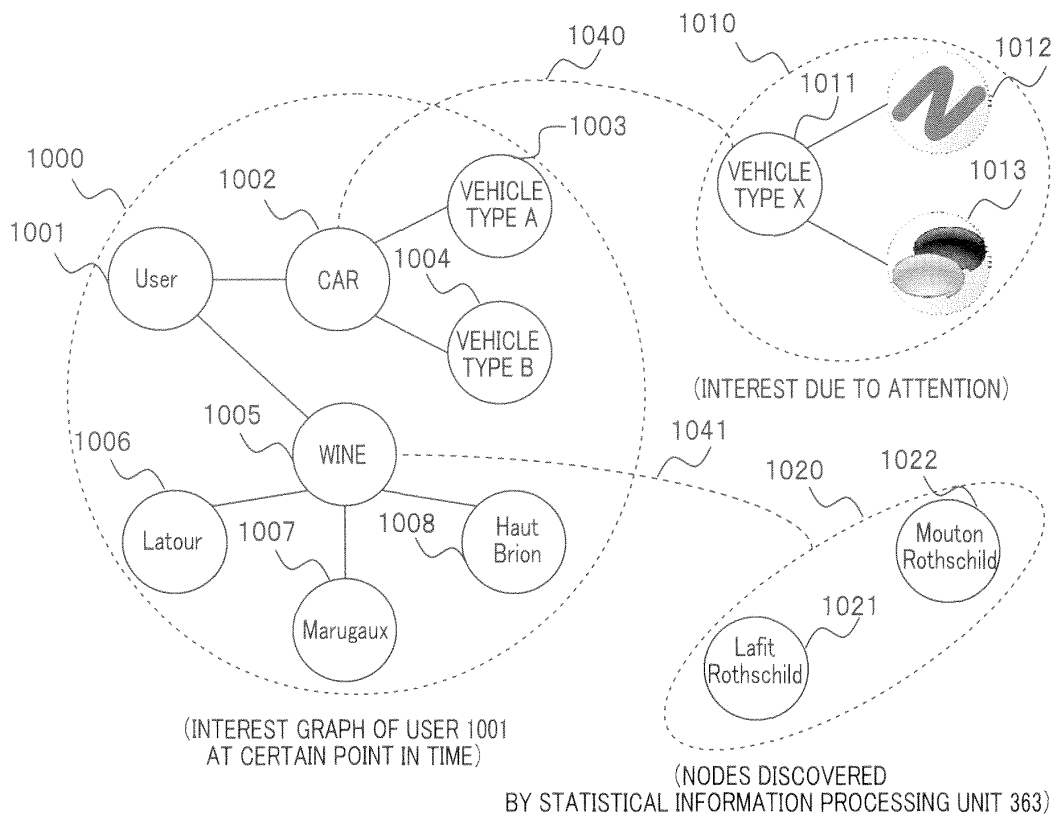 1040
1010
1012
1011
1003
1000
1002
VEHICLE
TYPE A
VEHICLE
TYPE X
1013
1001
1004
User
CAR
VEHICLE
TYPE B
(INTEREST DUE TO ATTENTION)
1005
1041
1006
WINE
1020
1022
1007
1008
Latour
Haut
Brion
Mouton
Rothschild
1021
Marugaux
Lafit
Rothschild
(INTEREST GRAPH OF USER 1001
AT CERTAIN POINT IN TIME)
(NODES DISCOVERED
BY STATISTICAL INFORMATION PROCESSING UNIT 363)